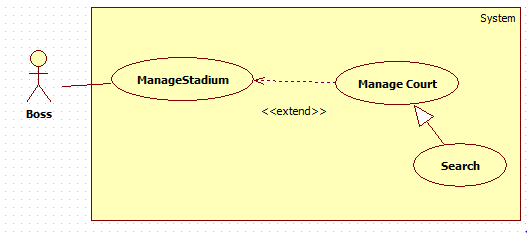 System
ManageStadium
Manage Court
Boss
<<extend>>
Search